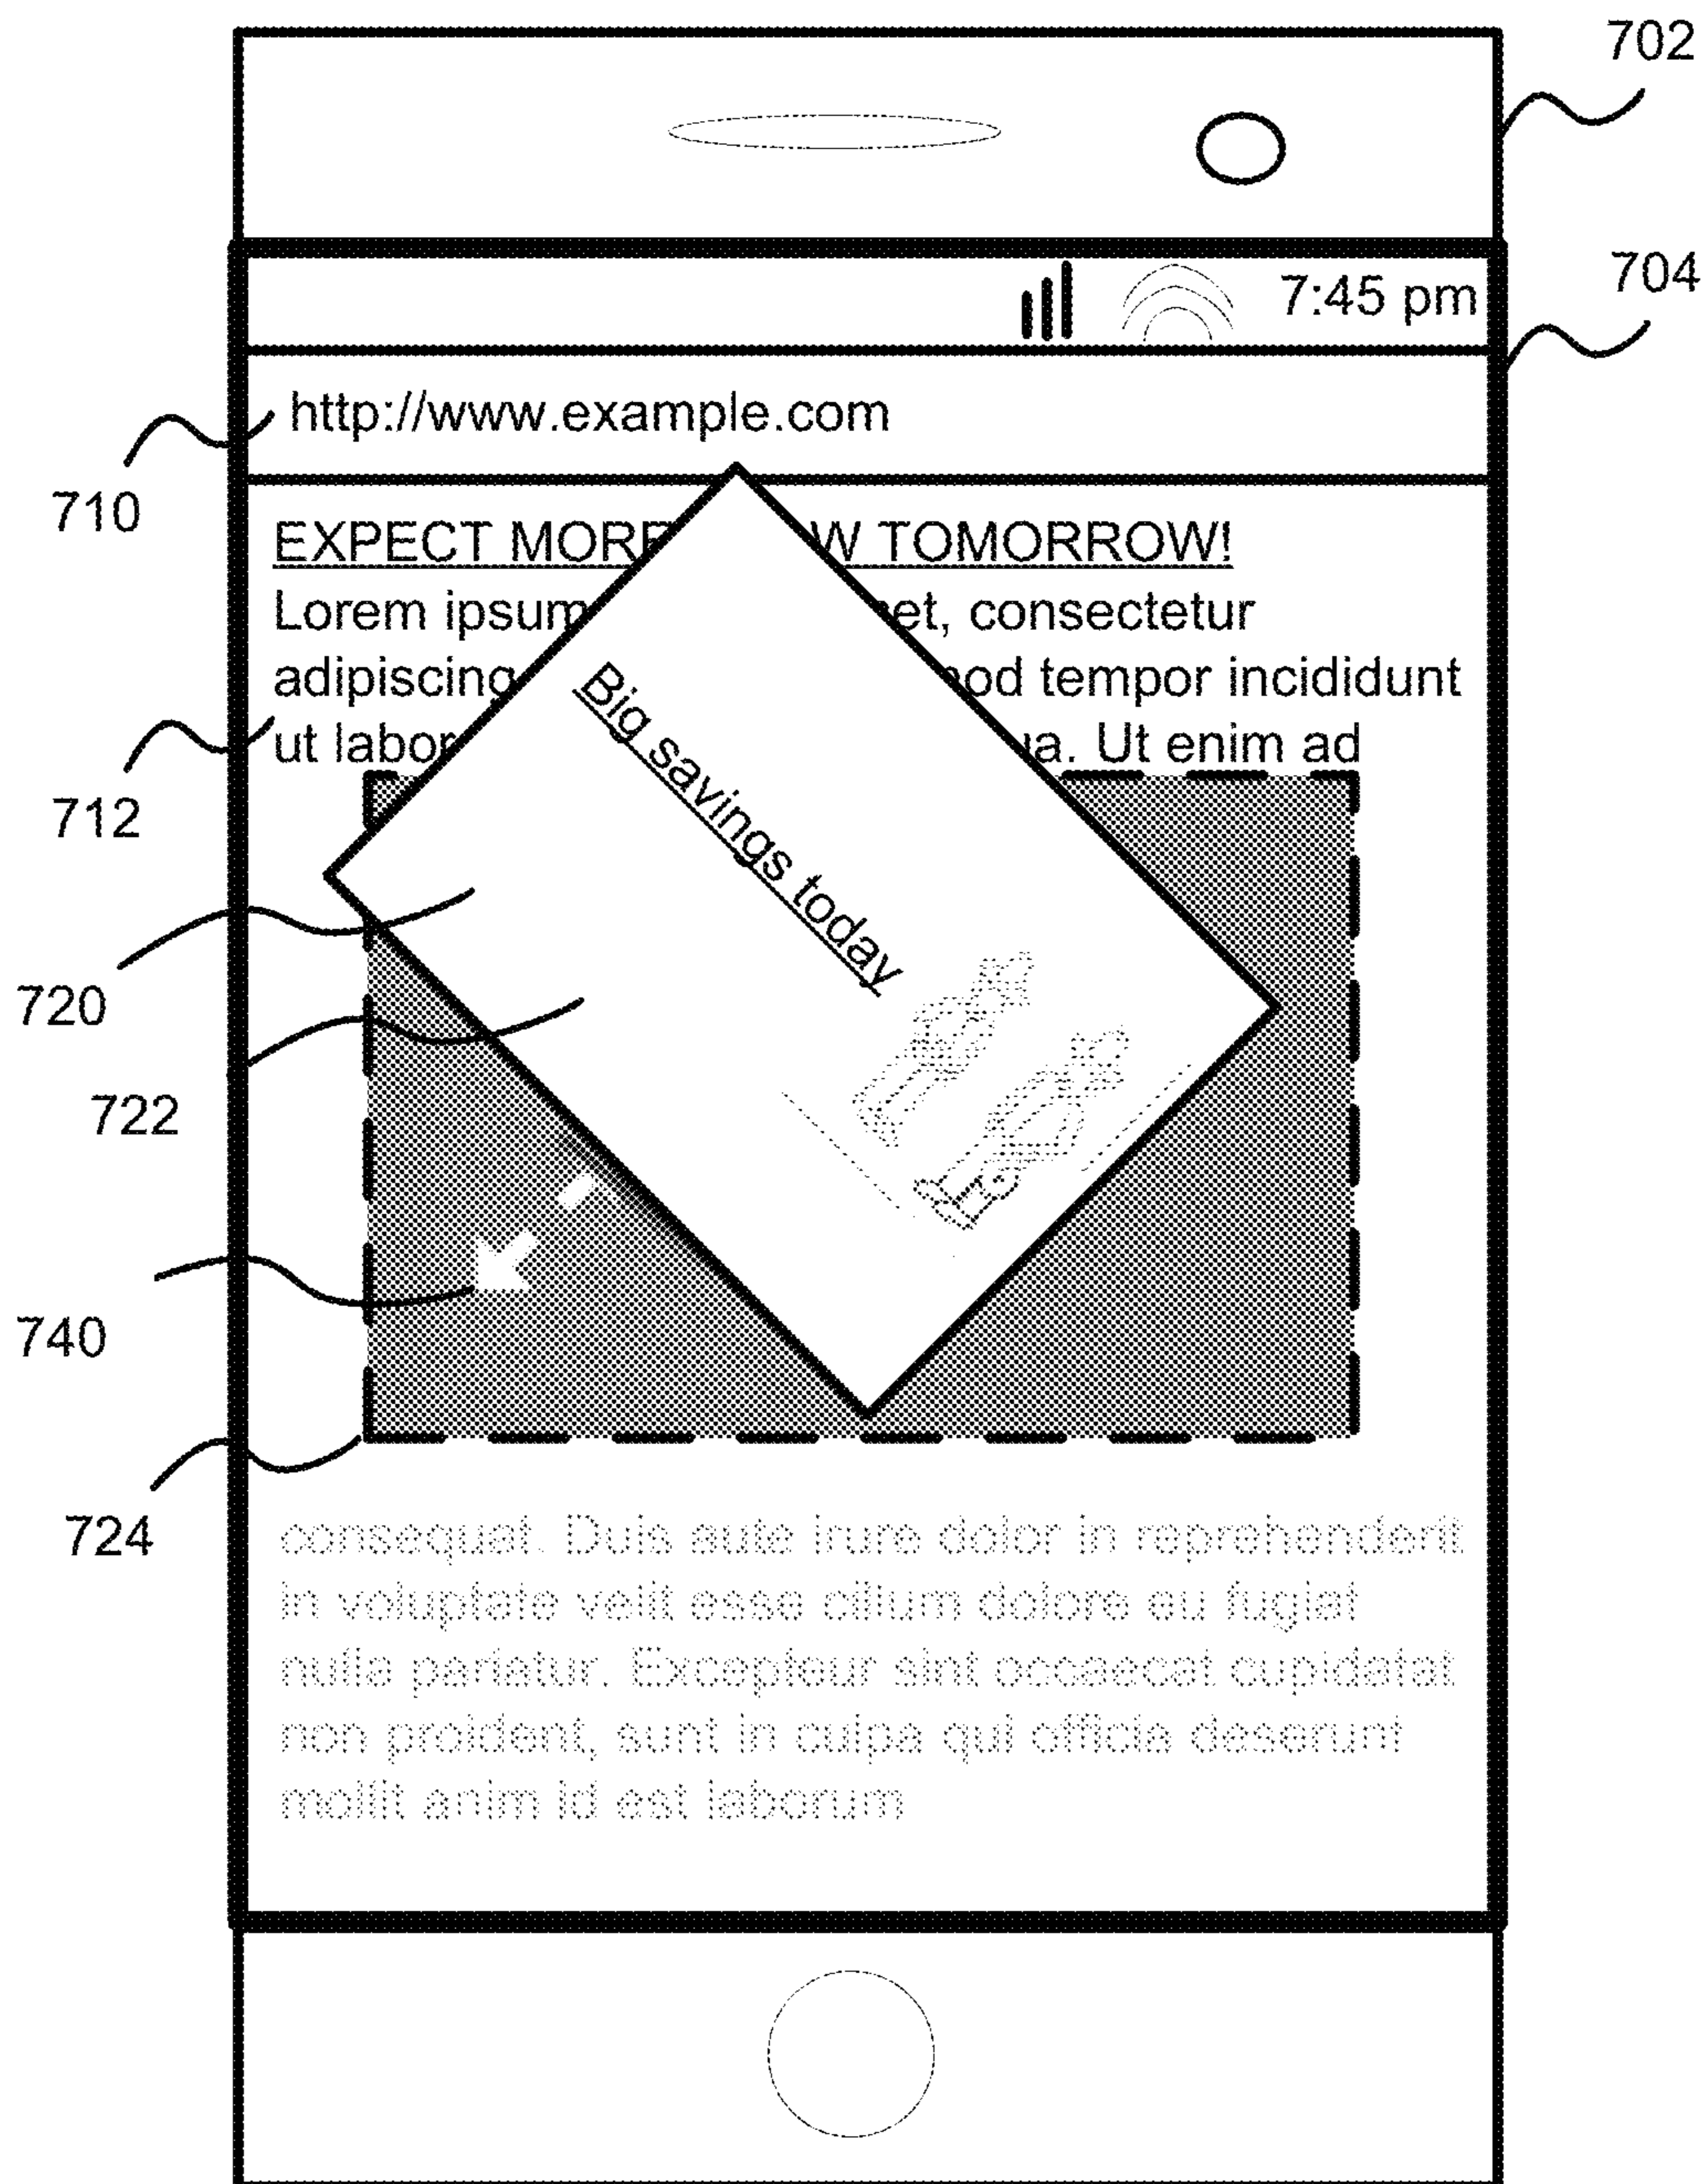 702
7:45 pm
704
http://www.example.com
710
EXPECT MORE W TOMORROW!
Lorem ipsum et, consectetur
adipiscing od tempor incididunt
ut labor a. Ut enim ad
712
Big savings today
720
722
740
724
consequat. Duis aute irure dolor in reprehenderit
in voluptate velit esse cillum dolore eu fugiat
nulla pariatur. Excepteur sint occaecat cupidatat
non proident, sunt in culpa qui officia deserunt
mollit anim id est laborum